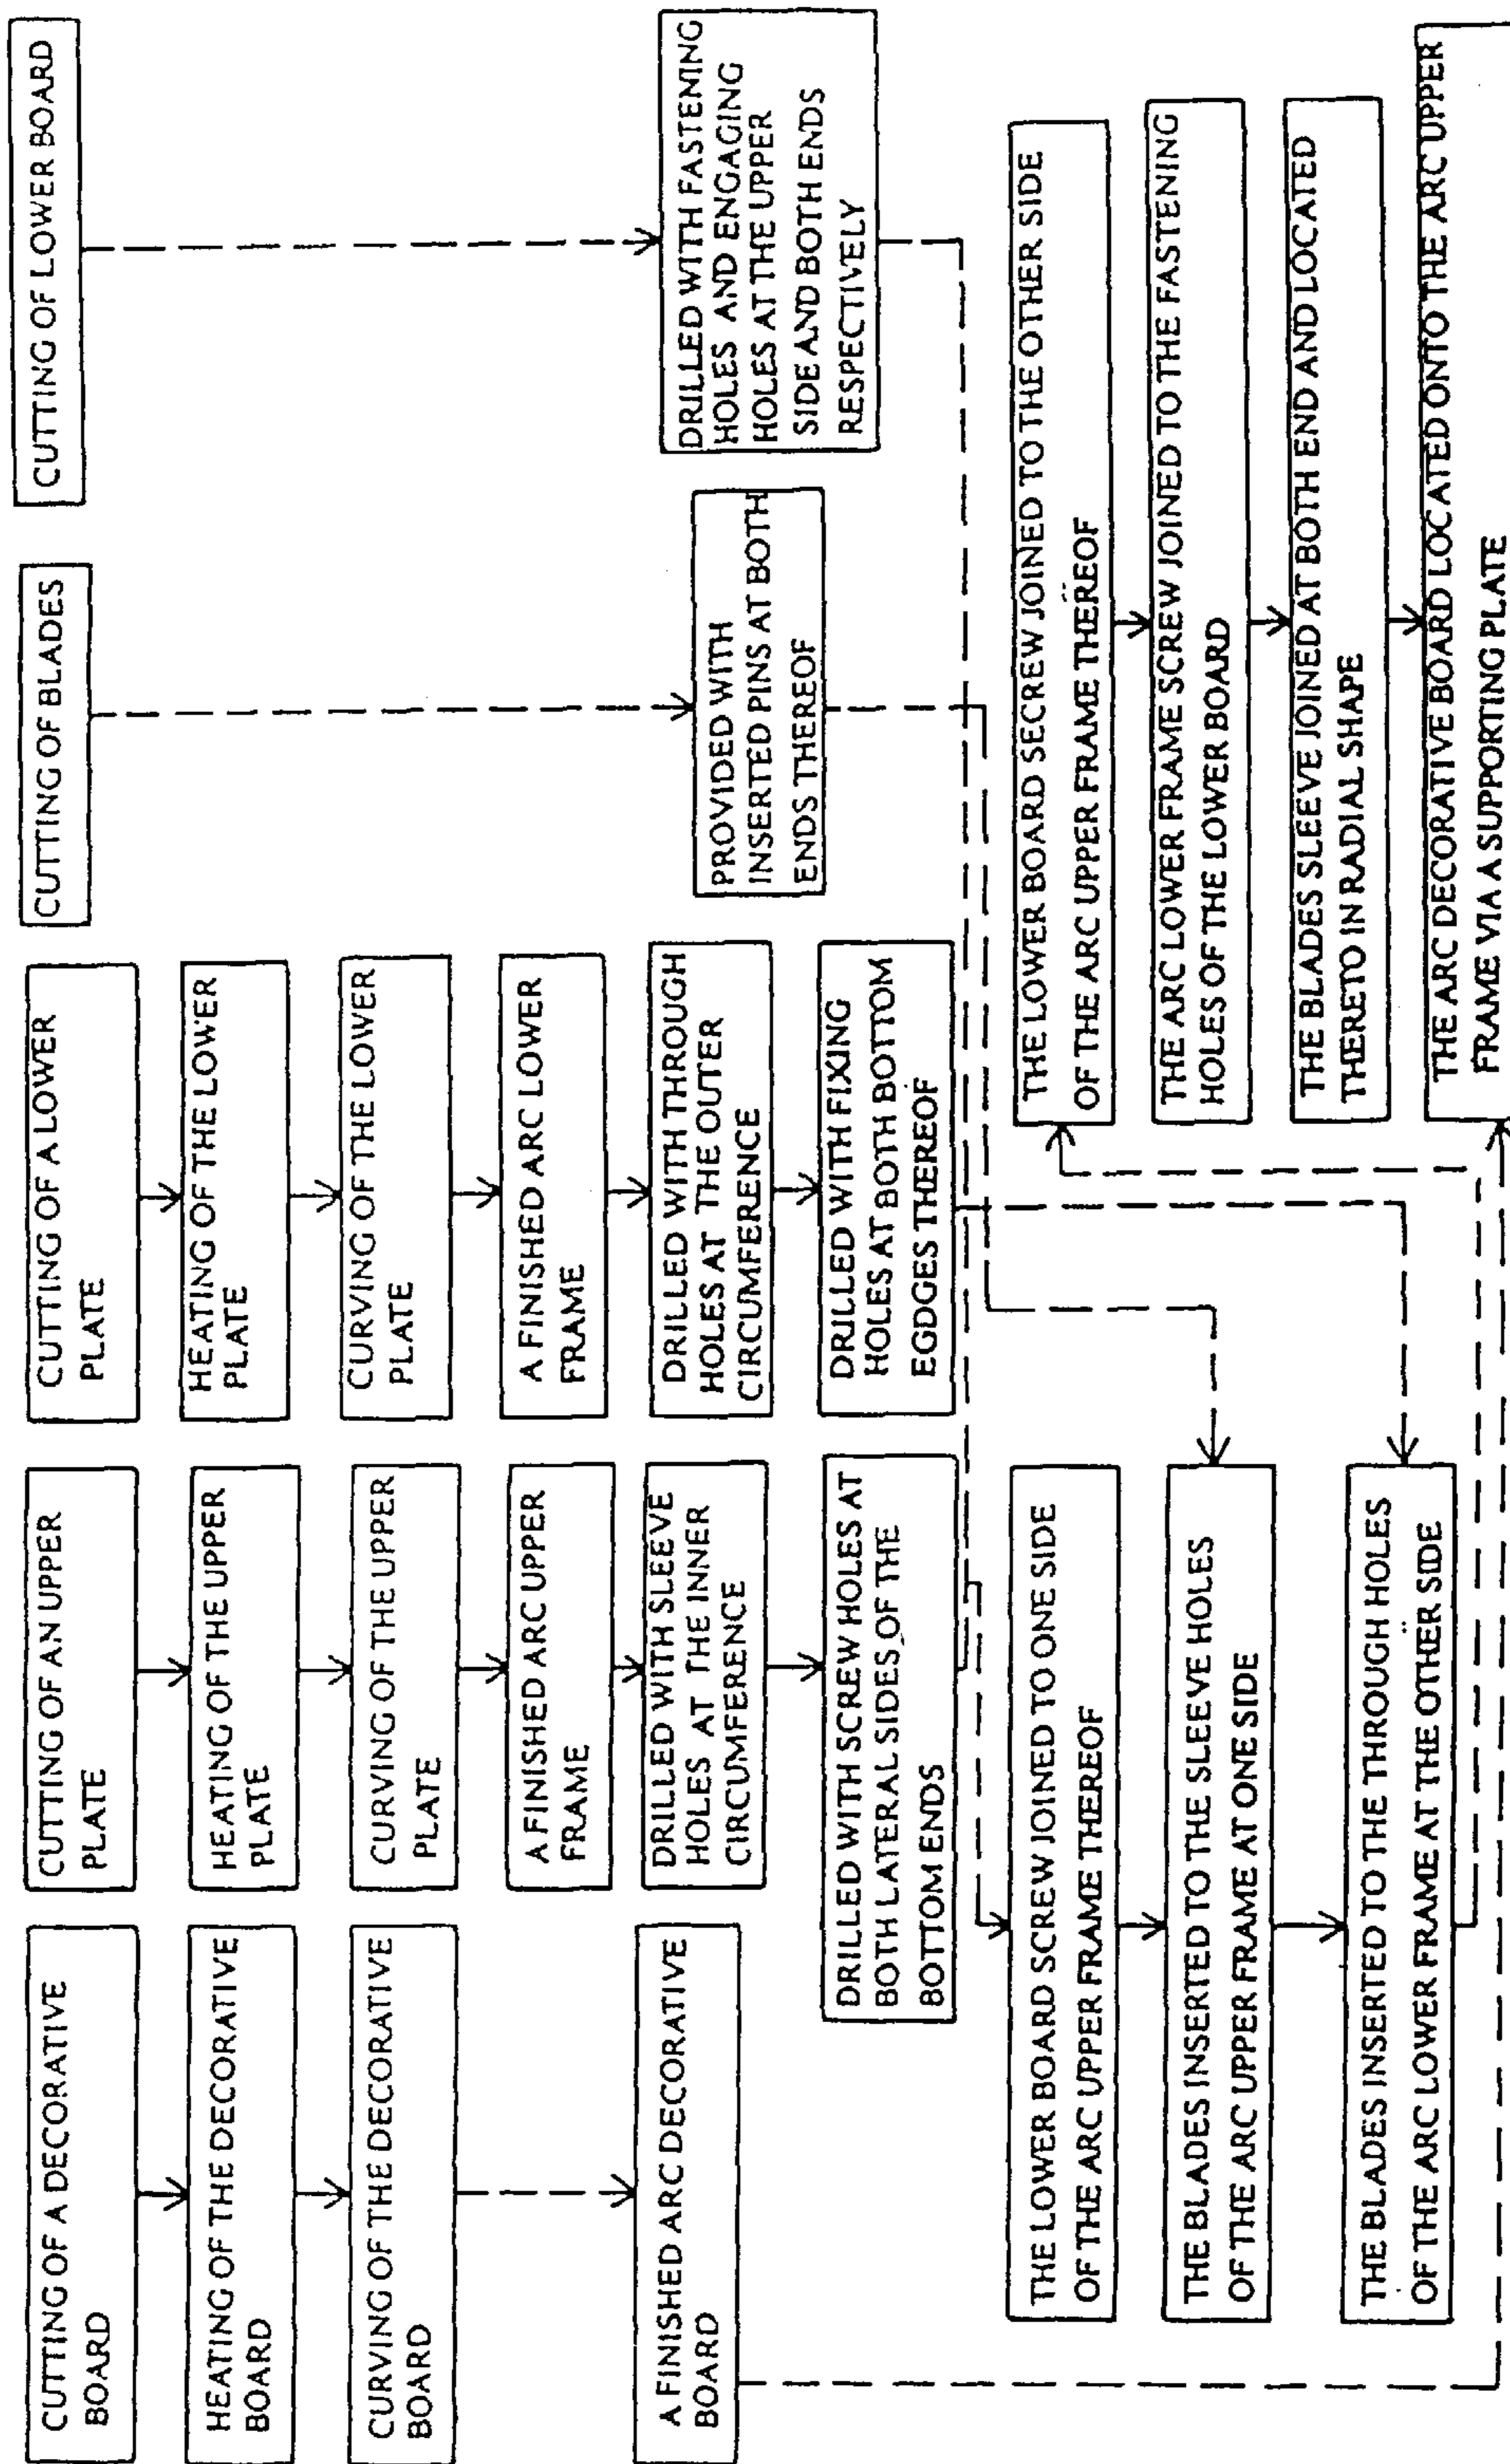 CUTTING OF A DECORATIVE
BOARD
HEATING OF THE DECORATIVE
BOARD
CURVING OF THE DECORATIVE
BOARD
A FINISHED ARC DECORATIVE
BOARD
CUTTING OF AN UPPER
PLATE
HEATING OF THE UPPER
PLATE
CURVING OF THE UPPER
PLATE
A FINISHED ARC UPPER
FRAME
DRILLED WITH SLEEVE
HOLES AT THE INNER
CIRCUMFERENCE
DRILLED WITH SCREW HOLES AT
BOTH LATERAL SIDES OF THE
BOTTOM ENDS
CUTTING OF A LOWER
PLATE
HEATING OF THE LOWER
PLATE
CURVING OF THE LOWER
PLATE
A FINISHED ARC LOWER
FRAME
DRILLED WITH THROUGH
HOLES AT THE OUTER
CIRCUMFERENCE
DRILLED WITH FIXING
HOLES AT BOTH BOTTOM
EGDGES THEREOF
CUTTING OF BLADES
PROVIDED WITH
INSERTED PINS AT BOTH
ENDS THEREOF
CUTTING OF LOWER BOARD
DRILLED WITH FASTENING
HOLES AND ENGAGING
HOLES AT THE UPPER
SIDE AND BOTH ENDS
RESPECTIVELY
THE LOWER BOARD SCREW JOINED TO ONE SIDE
OF THE ARC UPPER FRAME THEREOF
THE BLADES INSERTED TO THE SLEEVE HOLES
OF THE ARC UPPER FRAME AT ONE SIDE
THE BLADES INSERTED TO THE THROUGH HOLES
OF THE ARC LOWER FRAME AT THE OTHER SIDE
THE LOWER BOARD SECREW JOINED TO THE OTHER SIDE
OF THE ARC UPPER FRAME THEREOF
THE ARC LOWER FRAME SCREW JOINED TO THE FASTENING
HOLES OF THE LOWER BOARD
THE BLADES SLEEVE JOINED AT BOTH END AND LOCATED
THERETO IN RADIAL SHAPE
THE ARC DECORATIVE BOARD LOCATED ONTO THE ARC UPPER
FRAME VIA A SUPPORTING PLATE